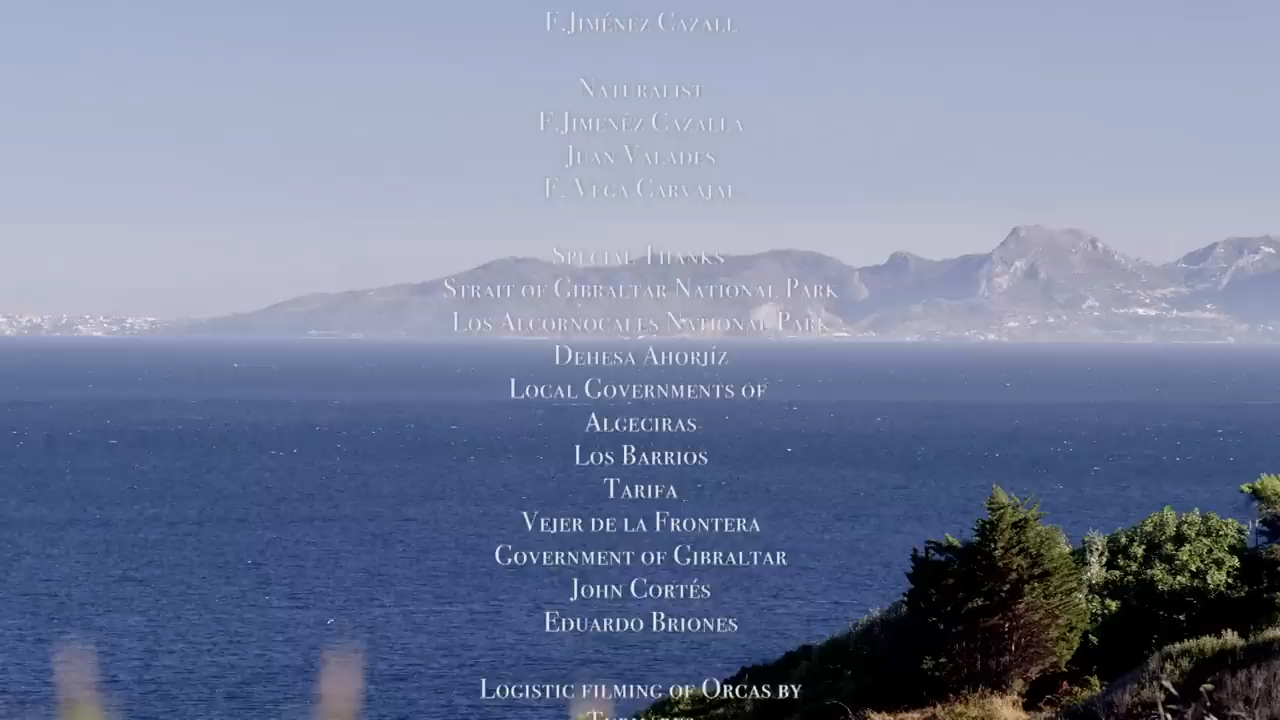 F.Jiménez Cazall
Naturalist
F.Jimenéz Cazalla
Juan Valades
F. Vega Carvajal
Special Thanks
Strait of Gibraltar National Park
Los Alcornocales National Park
Dehesa Ahorjíz
Local Governments of
Algeciras
Los Barrios
Tarifa
Vejer de la Frontera
Government of Gibraltar
John Cortés
Eduardo Briones
Logistic filming of Orcas by